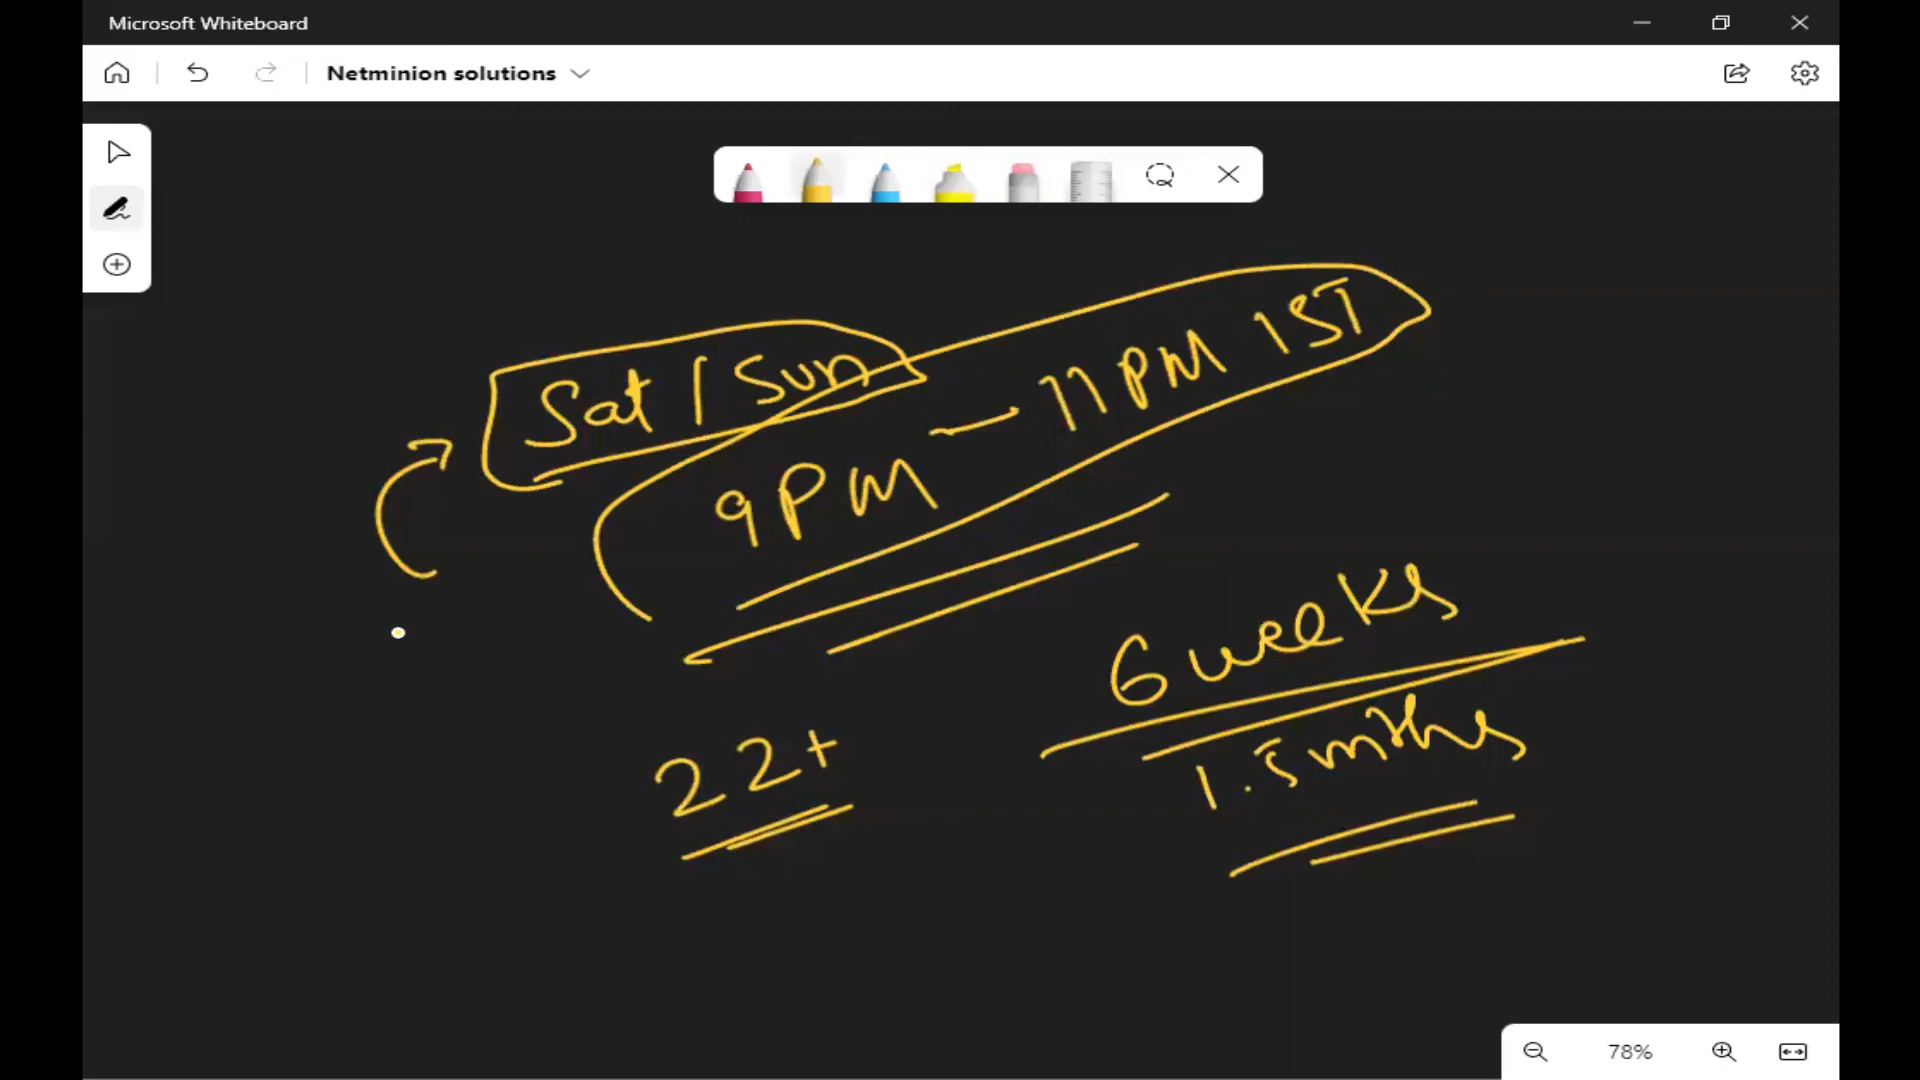 Microsoft Whiteboard
Netminion solutions
Sat / Sun
9PM — 11PM IST
6 weeks
1.5 mths
22+
78%